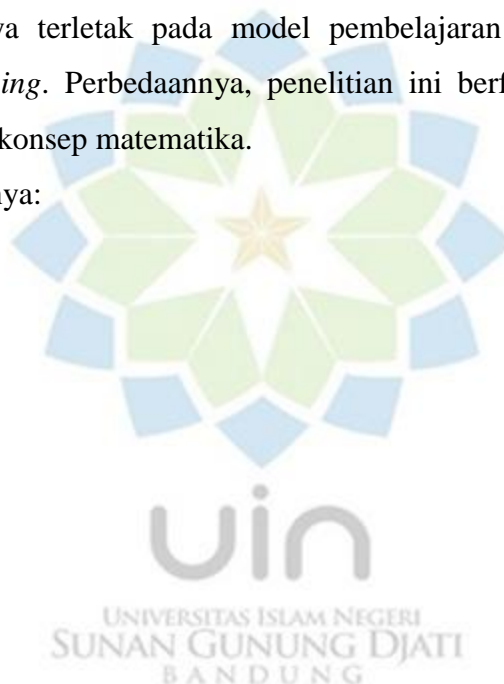 ya terletak pada model pembelajaran
ing. Perbedaannya, penelitian ini berf
konsep matematika.
nya:
uin
UNIVERSITAS ISLAM NEGERI
SUNAN GUNUNG DJATI
BANDUNG